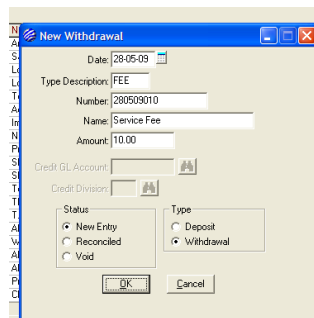 New Withdrawal
Date: 28-05-09
Type Description: FEE
Number: 280509010
Name: Service Fee
Amount: 10.00
Credit GL Account:
Credit Division:
Status
Type
New Entry
Deposit
Reconciled
Withdrawal
Void
OK
Cancel